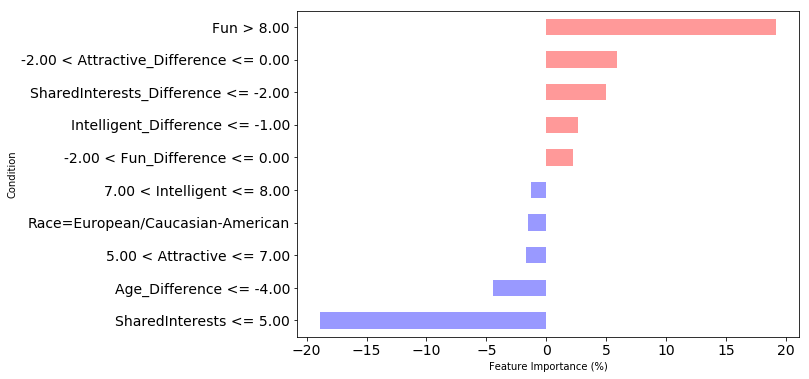 Fun > 8.00
-2.00 < Attractive_Difference <= 0.00
SharedInterests_Difference <= -2.00
Intelligent_Difference <= -1.00
-2.00 < Fun_Difference <= 0.00
7.00 < Intelligent <= 8.00
Race=European/Caucasian-American
5.00 < Attractive <= 7.00
Age_Difference <= -4.00
SharedInterests <= 5.00
Condition
−20 −15 −10 −5 0 5 10 15 20
Feature Importance (%)